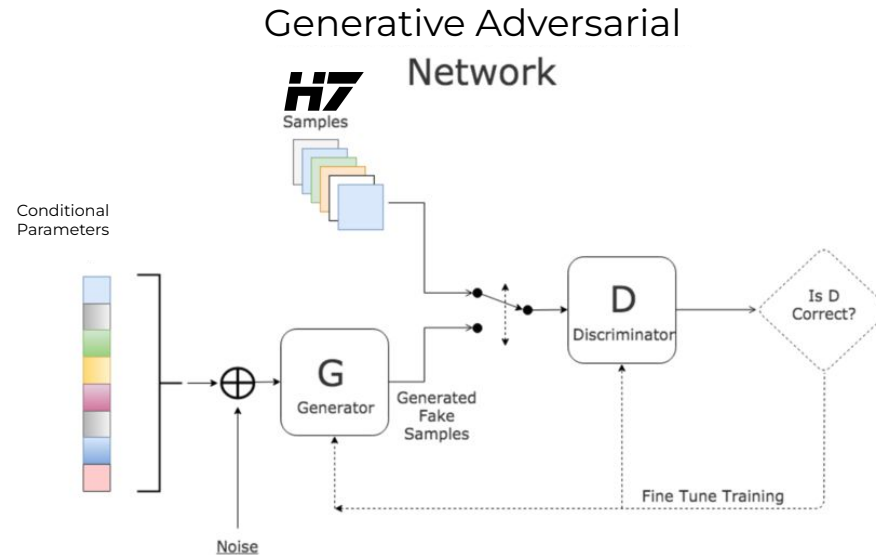 Generative Adversarial
Network
H7
Samples
Conditional
Parameters
G
Generator
Generated
Fake
Samples
D
Discriminator
Is D
Correct?
Fine Tune Training
Noise